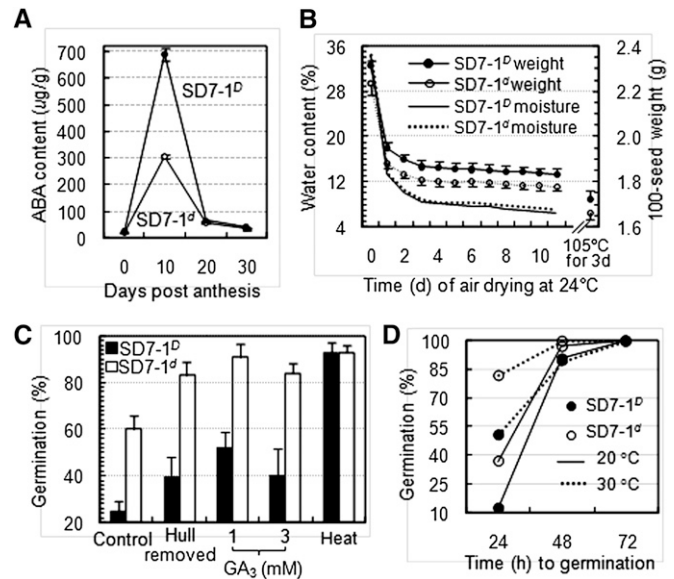 A
700
600
500
400
300
200
100
0
ABA content (ug/g)
SD7-1D
SD7-1d
0 10 20 30
Days post anthesis
B
36
28
20
12
4
Water content (%)
SD7-1D weight
SD7-1d weight
SD7-1D moisture
SD7-1d moisture
2.4
2.2
2.0
1.8
1.6
100-seed weight (g)
0 2 4 6 8 10
105ºC
for 3d
Time (d) of air drying at 24°C
C
100
80
60
40
20
Germination (%)
SD7-1D
SD7-1d
Control Hull removed 1 3 Heat
GA3 (mM)
D
100
85
70
55
40
25
10
Germination (%)
SD7-1D
SD7-1d
20 ºC
30 ºC
24 48 72
Time (h) to germination